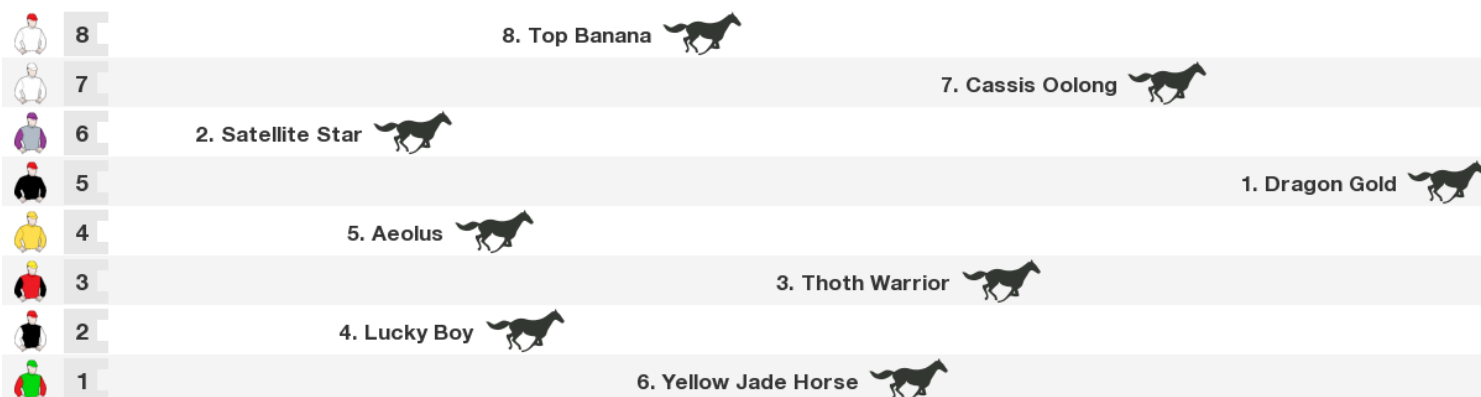 8 8. Top Banana
7 7. Cassis Oolong
6 2. Satellite Star
5 1. Dragon Gold
4 5. Aeolus
3 3. Thoth Warrior
2 4. Lucky Boy
1 6. Yellow Jade Horse